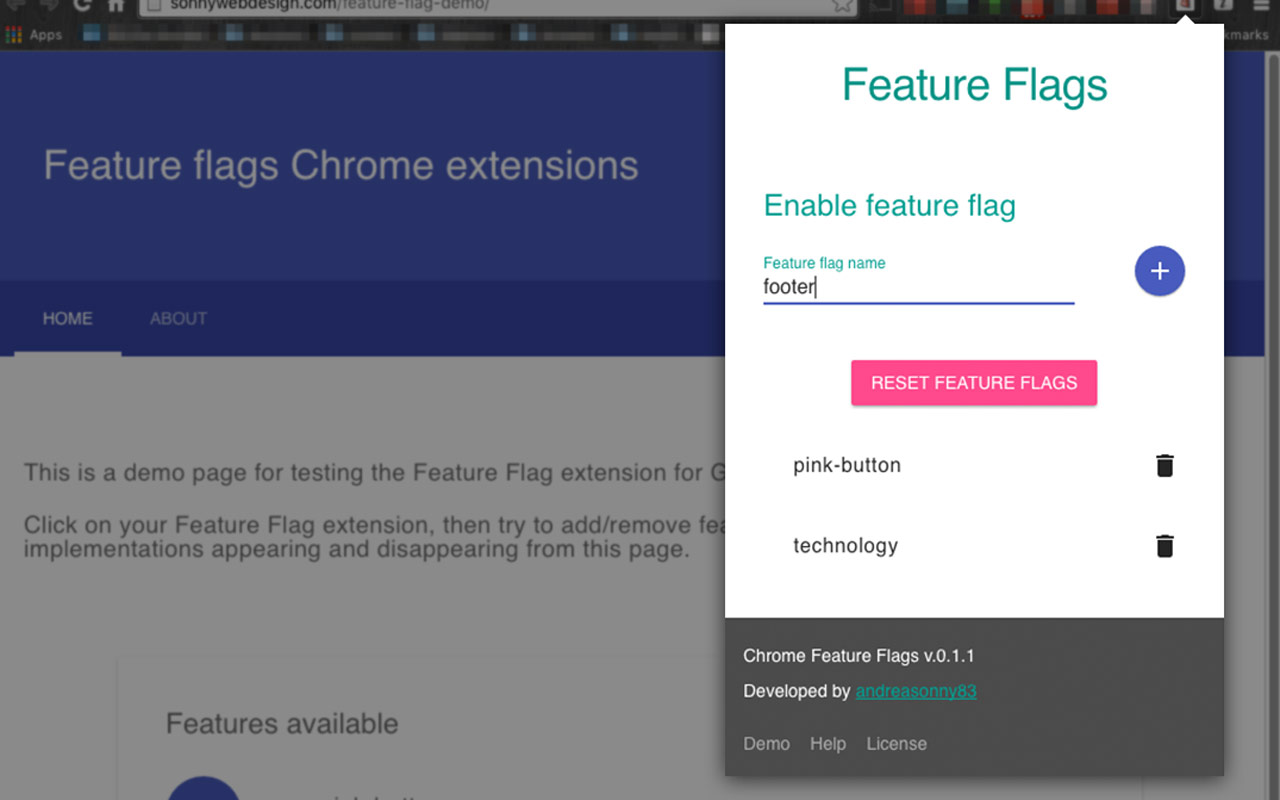 sonnywebdesign.com/feature-flag-demo/
Apps
kmarks
Feature flags Chrome extensions
HOME ABOUT
This is a demo page for testing the Feature Flag extension for G
Click on your Feature Flag extension, then try to add/remove fea
implementations appearing and disappearing from this page.
Features available
Feature Flags
Enable feature flag
Feature flag name
footer
RESET FEATURE FLAGS
pink-button
technology
Chrome Feature Flags v.0.1.1
Developed by andreasonny83
Demo Help License